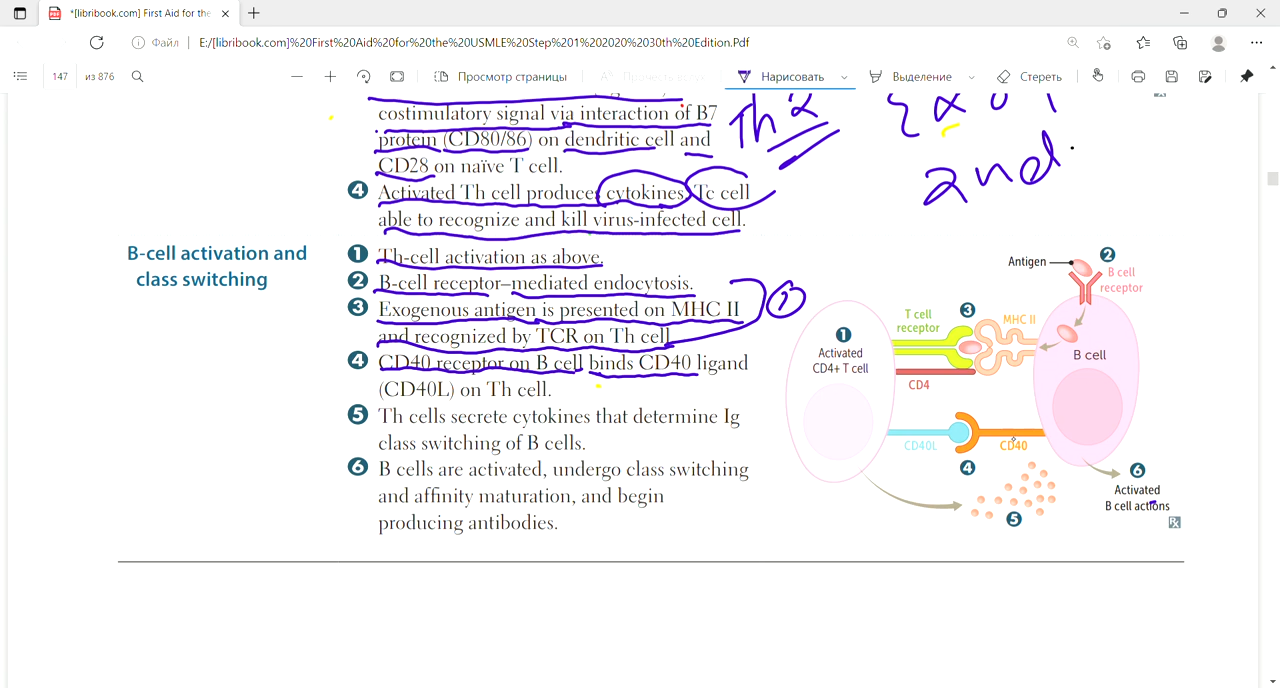 *[libribook.com] First Aid for the
Файл
E:/[libribook.com]%20First%20Aid%20for%20the%20USMLE%20Step%201%202020%2030th%20Edition.Pdf
147 из 876
Просмотр страницы
Нарисовать
Выделение
Стереть
costimulatory signal via interaction of B7
protein (CD80/86) on dendritic cell and
CD28 on naïve T cell.
4 Activated Th cell produces cytokines. Tc cell
able to recognize and kill virus-infected cell.
Th2
2nd.
B-cell activation and
class switching
1 Th-cell activation as above.
2 B-cell receptor–mediated endocytosis.
3 Exogenous antigen is presented on MHC II
and recognized by TCR on Th cell
4 CD40 receptor on B cell binds CD40 ligand
(CD40L) on Th cell.
5 Th cells secrete cytokines that determine Ig
class switching of B cells.
6 B cells are activated, undergo class switching
and affinity maturation, and begin
producing antibodies.
Antigen
2
B cell
receptor
T cell
receptor
3
MHC II
1
Activated
CD4+ T cell
B cell
CD4
CD40L
CD40
4
5
6
Activated
B cell actions
Rx